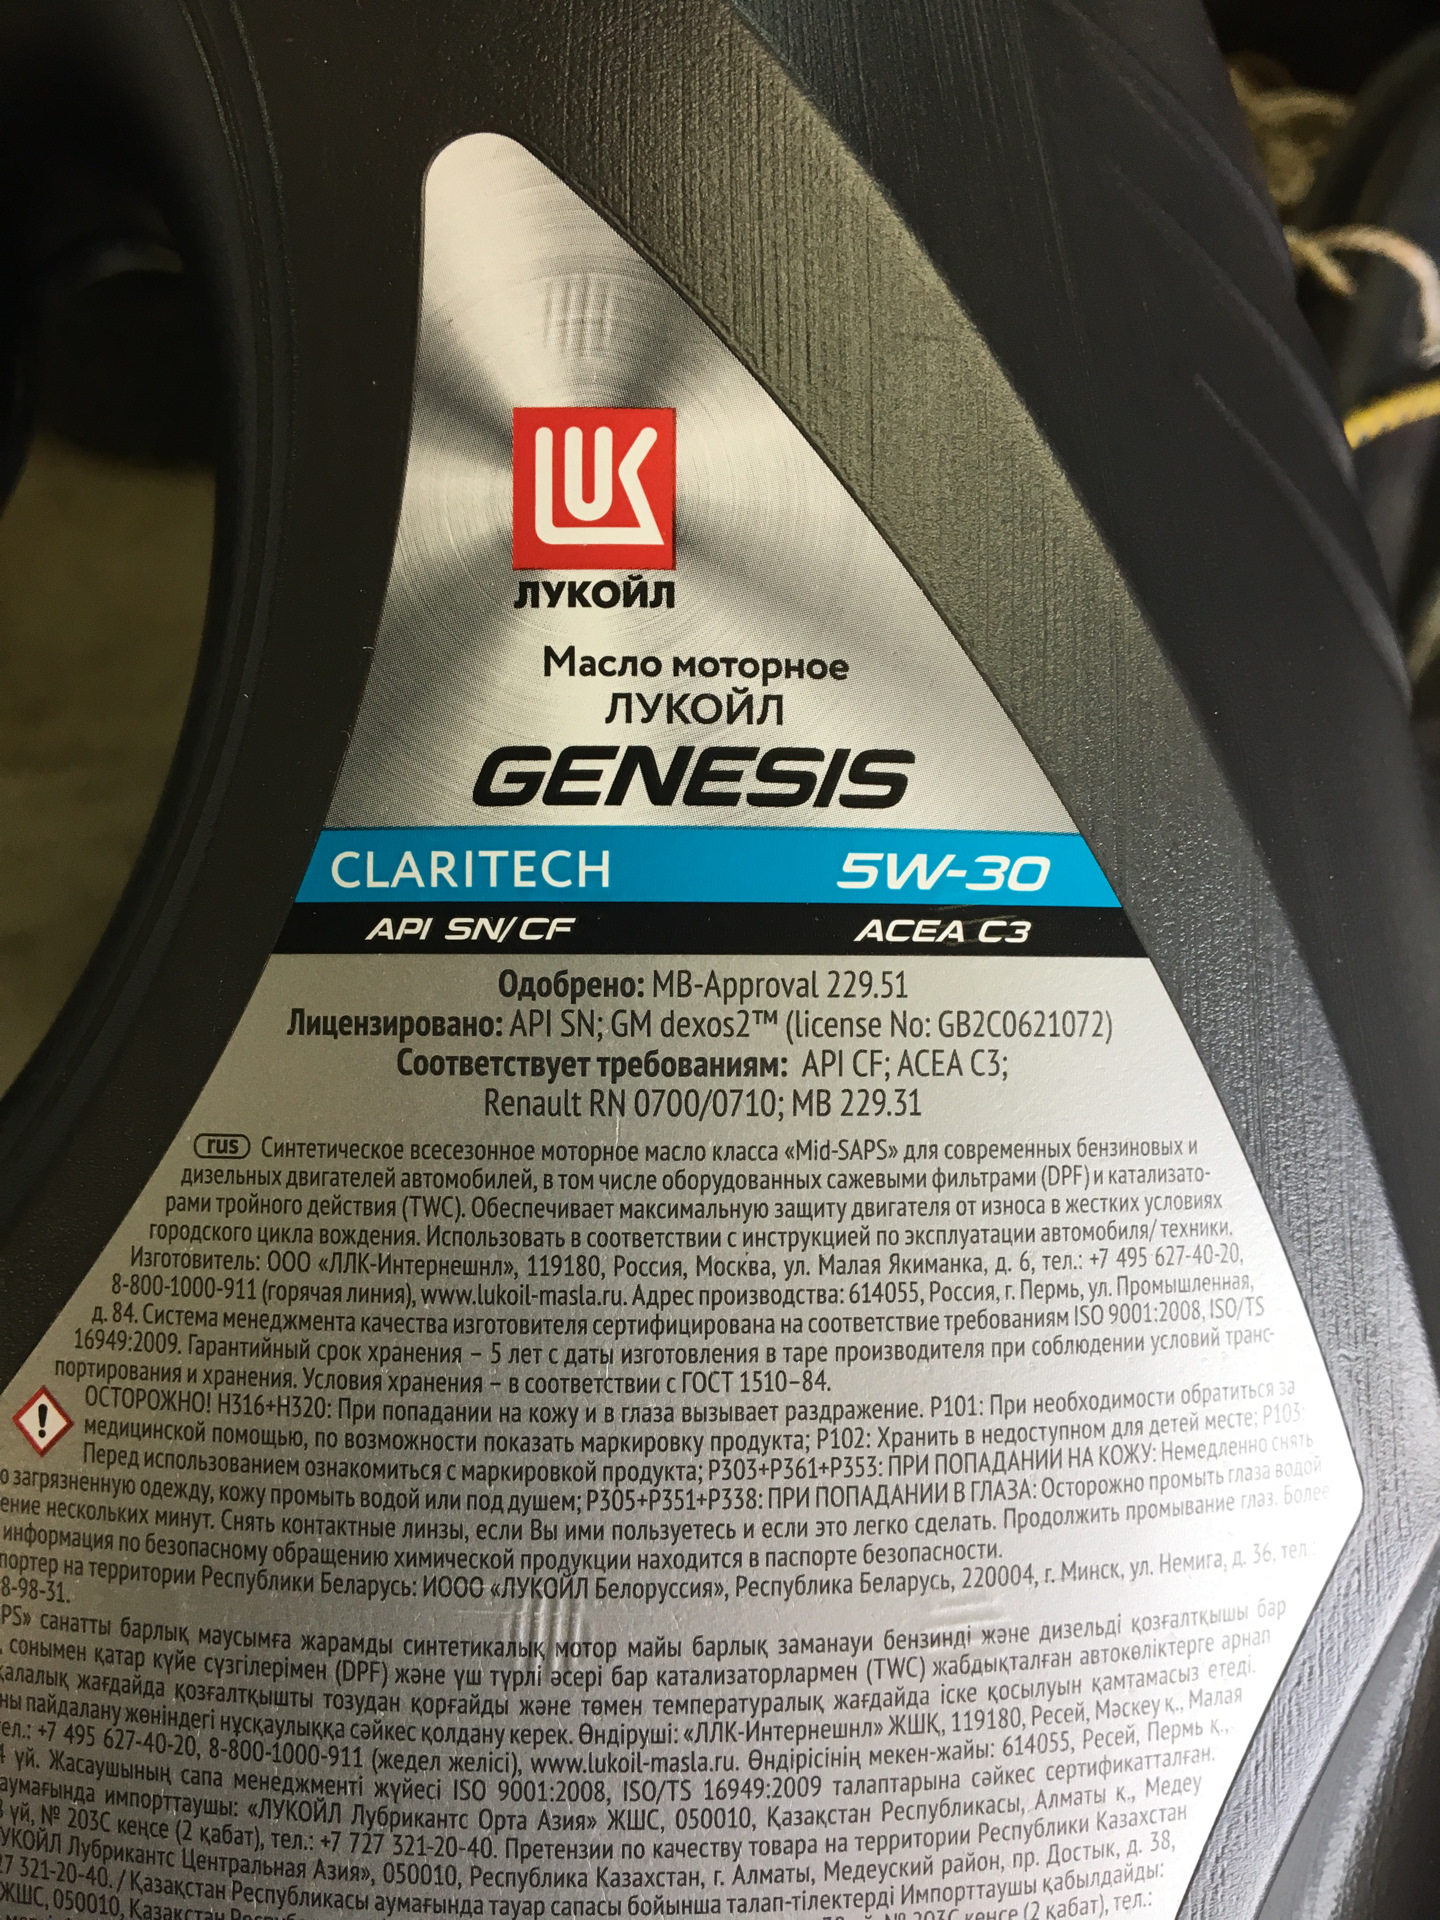 LUK
ЛУКОЙЛ
Масло моторное
ЛУКОЙЛ
GENESIS
CLARITECH 5W-30
API SN/CF ACEA C3
Одобрено: MB-Approval 229.51
Лицензировано: API SN; GM dexos2™ (license No: GB2C0621072)
Соответствует требованиям: API CF; ACEA C3;
Renault RN 0700/0710; MB 229.31
rus Синтетическое всесезонное моторное масло класса «Mid-SAPS» для современных бензиновых и
дизельных двигателей автомобилей, в том числе оборудованных сажевыми фильтрами (DPF) и катализато-
рами тройного действия (TWC). Обеспечивает максимальную защиту двигателя от износа в жестких условиях
городского цикла вождения. Использовать в соответствии с инструкцией по эксплуатации автомобиля/ техники.
Изготовитель: ООО «ЛЛК-Интернешнл», 119180, Россия, Москва, ул. Малая Якиманка, д. 6, тел.: +7 495 627-40-20,
8-800-1000-911 (горячая линия), www.lukoil-masla.ru. Адрес производства: 614055, Россия, г. Пермь, ул. Промышленная,
д. 84. Система менеджмента качества изготовителя сертифицирована на соответствие требованиям ISO 9001:2008, ISO/TS
16949:2009. Гарантийный срок хранения – 5 лет с даты изготовления в таре производителя при соблюдении условий транс-
портирования и хранения. Условия хранения – в соответствии с ГОСТ 1510–84.
ОСТОРОЖНО! H316+H320: При попадании на кожу и в глаза вызывает раздражение. P101: При необходимости обратиться за
медицинской помощью, по возможности показать маркировку продукта; P102: Хранить в недоступном для детей месте; P103:
Перед использованием ознакомиться с маркировкой продукта; P303+P361+P353: ПРИ ПОПАДАНИИ НА КОЖУ: Немедленно снять
загрязненную одежду, кожу промыть водой или под душем; P305+P351+P338: ПРИ ПОПАДАНИИ В ГЛАЗА: Осторожно промыть глаза водой
ение нескольких минут. Снять контактные линзы, если Вы ими пользуетесь и если это легко сделать. Продолжить промывание глаз. Более
информация по безопасному обращению химической продукции находится в паспорте безопасности.
портер на территории Республики Беларусь: ИООО «ЛУКОЙЛ Белоруссия», Республика Беларусь, 220004, г. Минск, ул. Немига, д. 36, тел.:
8-98-31.
PS» санатты барлық маусымға жарамды синтетикалық мотор майы барлық заманауи бензинді және дизельді қозғалтқышы бар
сонымен қатар күйе сүзгілерімен (DPF) және үш түрлі әсері бар катализаторлармен (TWC) жабдықталған автокөліктерге арнап
қалалық жағдайда қозғалтқышты тозудан қорғайды және төмен температуралық жағдайда іске қосылуын қамтамасыз етеді.
ны пайдалану жөніндегі нұсқаулыққа сәйкес қолдану керек. Өндіруші: «ЛЛК-Интернешнл» ЖШҚ, 119180, Ресей, Мәскеу қ., Малая
тел.: +7 495 627-40-20, 8-800-1000-911 (жедел желісі), www.lukoil-masla.ru. Өндірісінің мекен-жайы: 614055, Ресей, Пермь қ.,
үй. Жасаушының сапа менеджменті жүйесі ISO 9001:2008, ISO/TS 16949:2009 талаптарына сәйкес сертификатталған.
аумағында импорттаушы: «ЛУКОЙЛ Лубрикантс Орта Азия» ЖШС, 050010, Қазақстан Республикасы, Алматы қ., Медеу
үй, № 203С кеңсе (2 қабат), тел.: +7 727 321-20-40. Претензии по качеству товара на территории Республики Казахстан
УКОЙЛ Лубрикантс Центральная Азия», 050010, Республика Казахстан, г. Алматы, Медеуский район, пр. Достык, д. 38,
27 321-20-40. / Қазақстан Республикасы аумағында тауар сапасы бойынша талап-тілектерді Импорттаушы қабылдайды:
ЖШС, 050010, Қазақстан № 203С кеңсе (2 қабат), тел.: